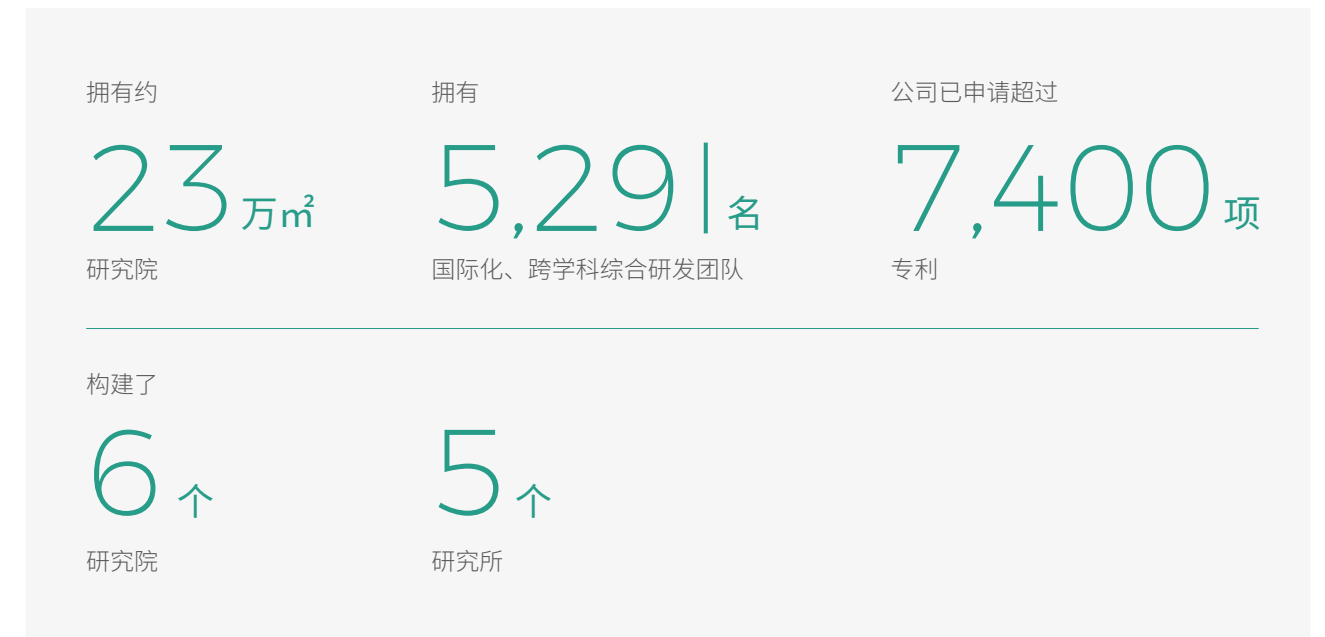 拥有约
23万㎡
研究院
拥有
5,291名
国际化、跨学科综合研发团队
公司已申请超过
7,400项
专利
构建了
6个
研究院
5个
研究所